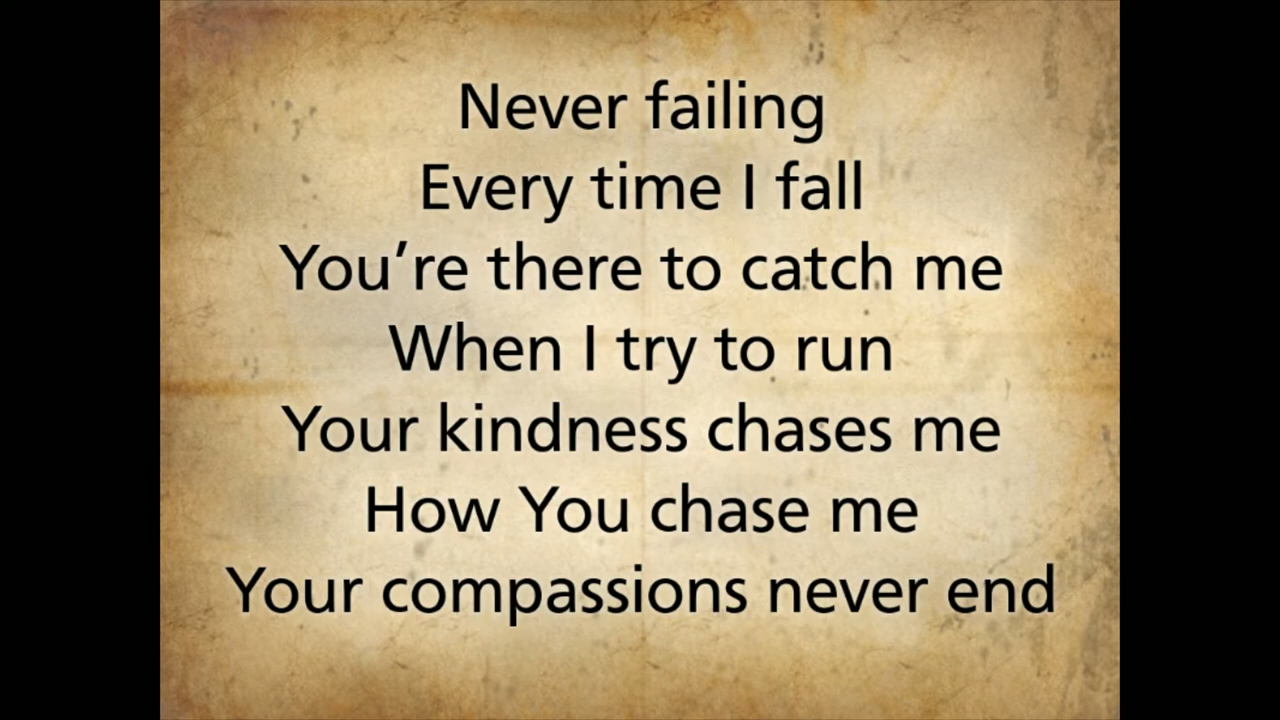 Never failing
Every time I fall
You’re there to catch me
When I try to run
Your kindness chases me
How You chase me
Your compassions never end